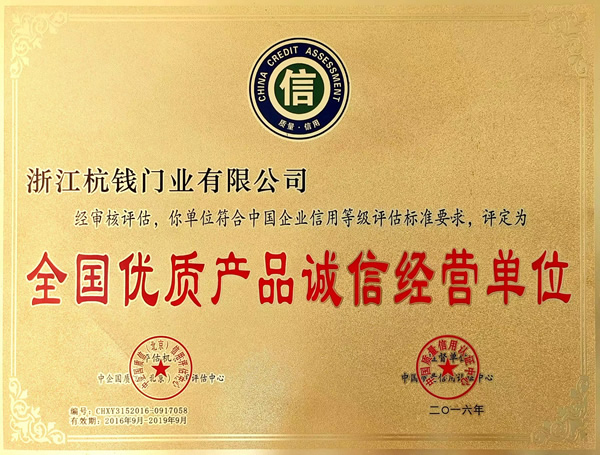 CHINA CREDIT ASSESSMENT
信
质量·信用
浙江杭钱门业有限公司
经审核评估，你单位符合中国企业信用等级评估标准要求，评定为
全国优质产品诚信经营单位
编号：CHXY3152016-0917058
有效期：2016年9月-2019年9月
二〇一六年